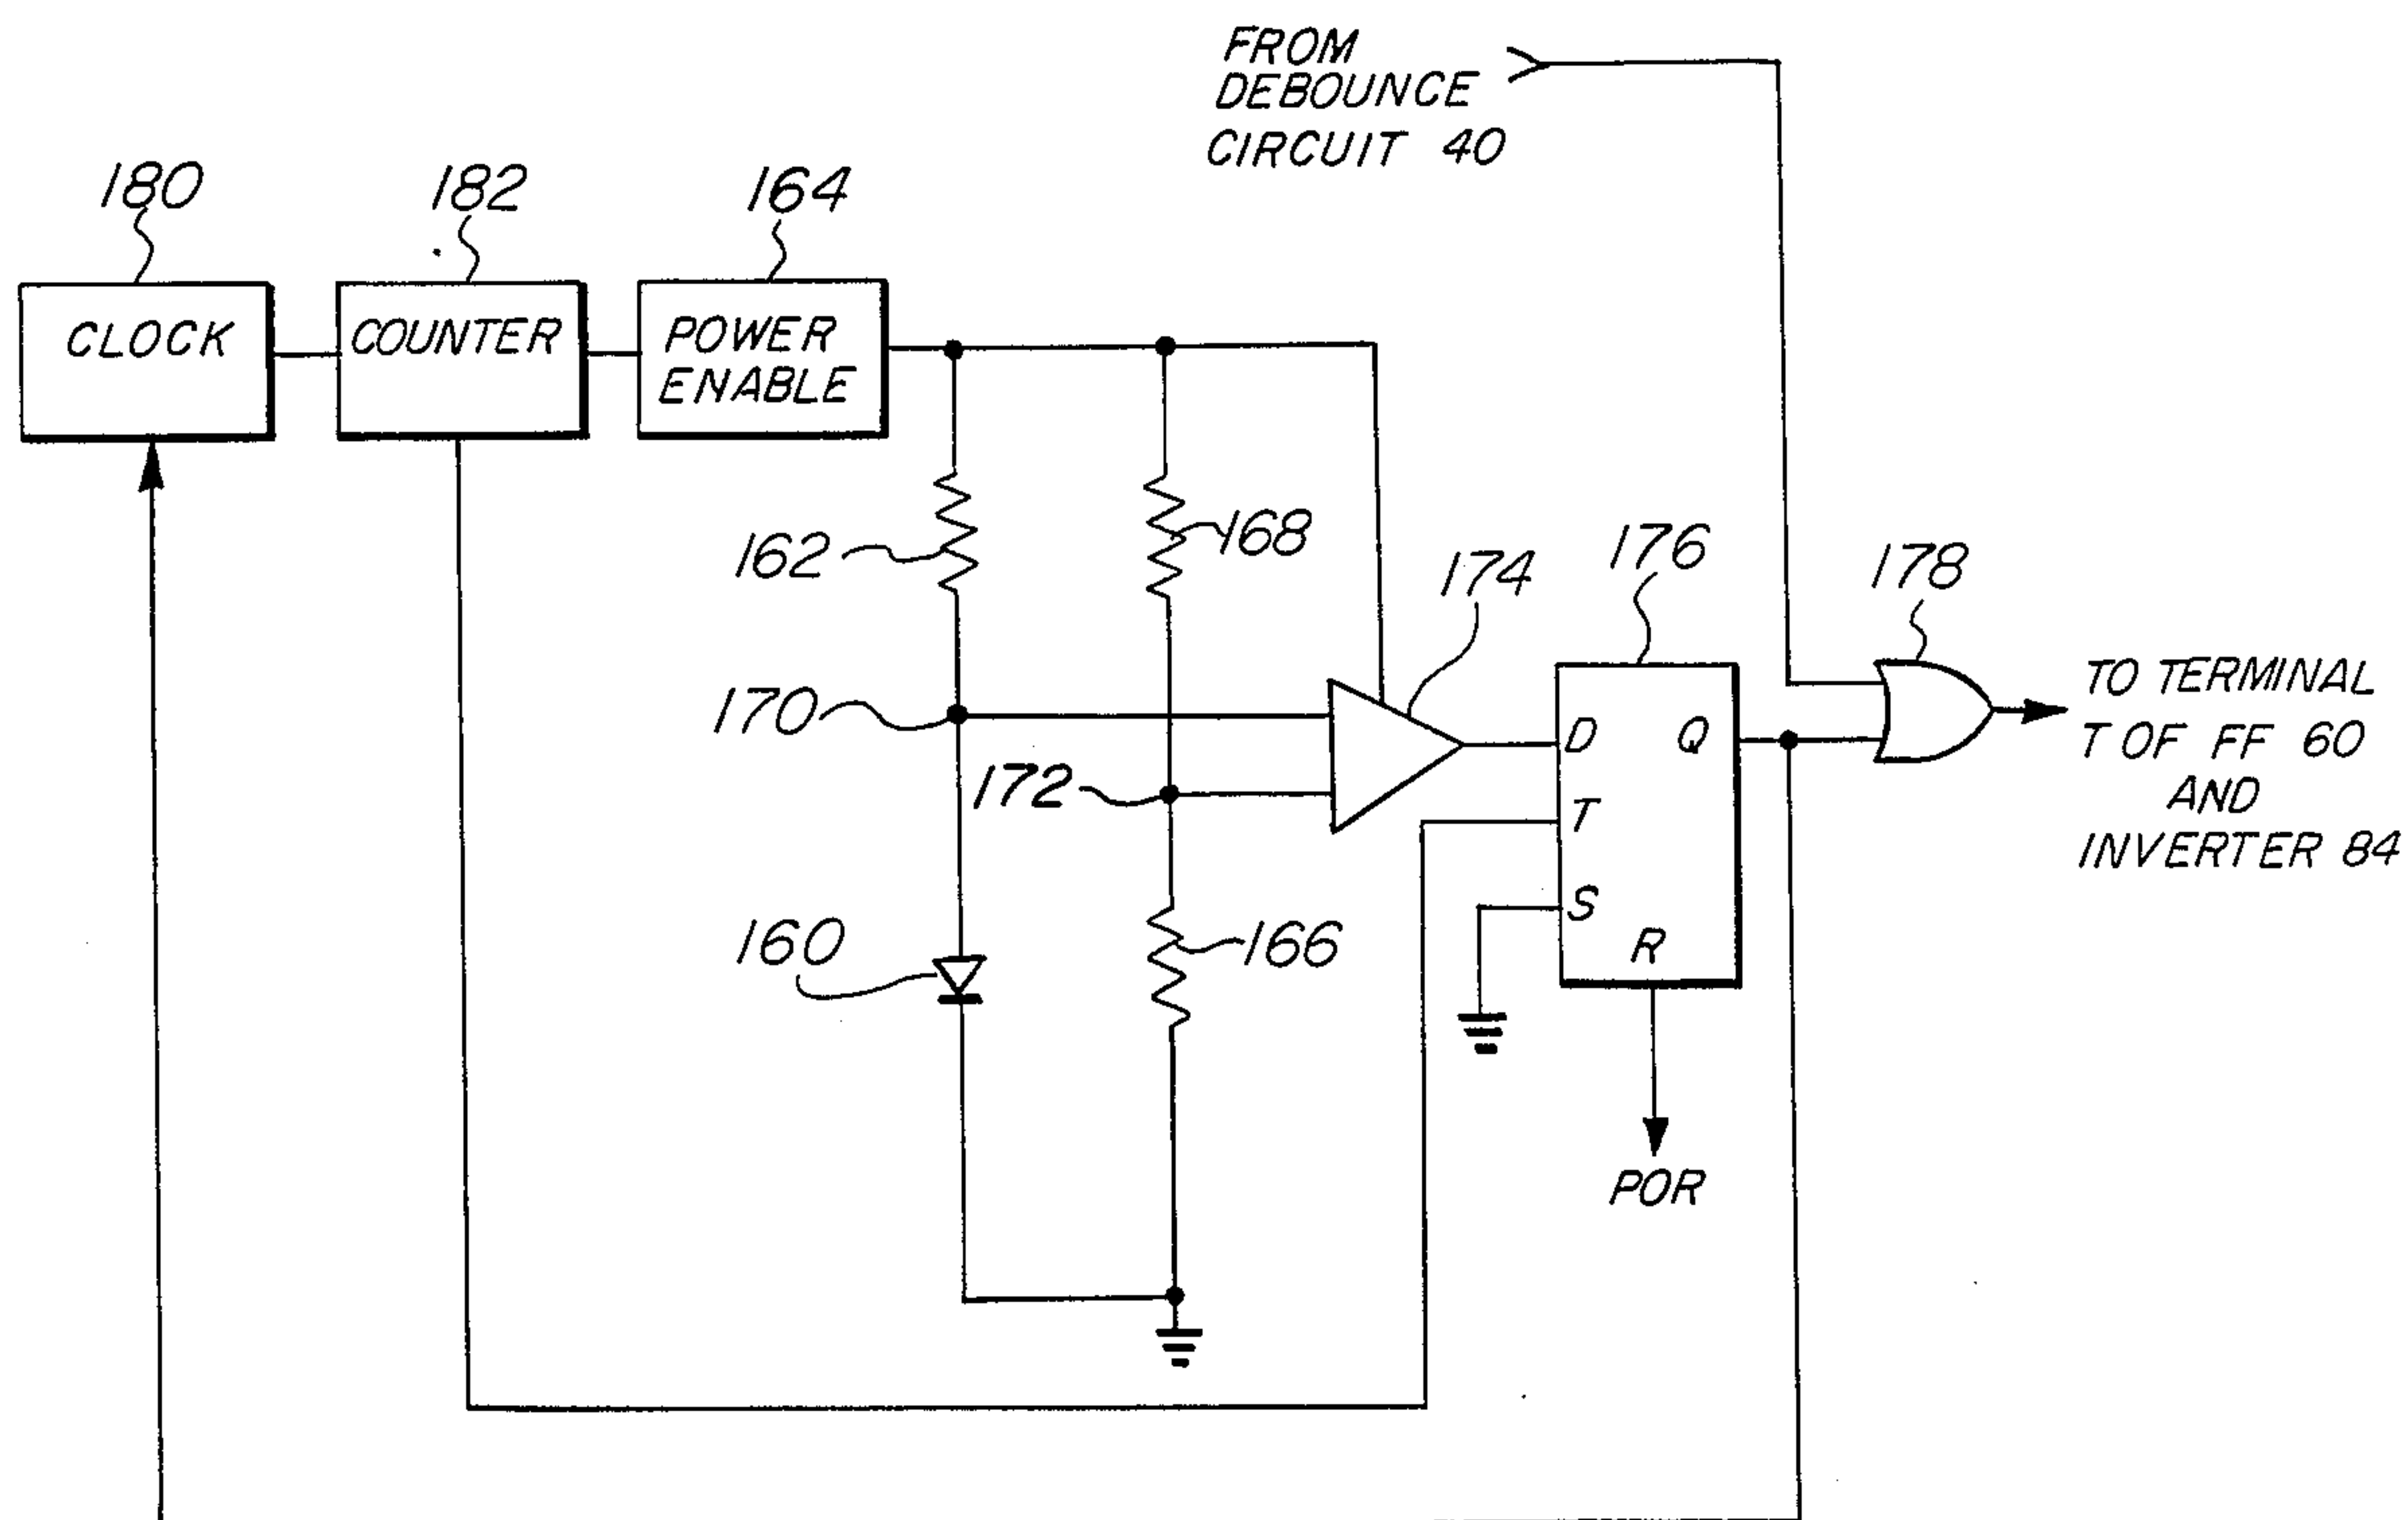 FROM
DEBOUNCE
CIRCUIT 40
180
182
164
CLOCK
COUNTER
POWER
ENABLE
162
168
174
176
178
170
172
D
Q
T
S
R
TO TERMINAL
T OF FF 60
AND
INVERTER 84
160
166
POR